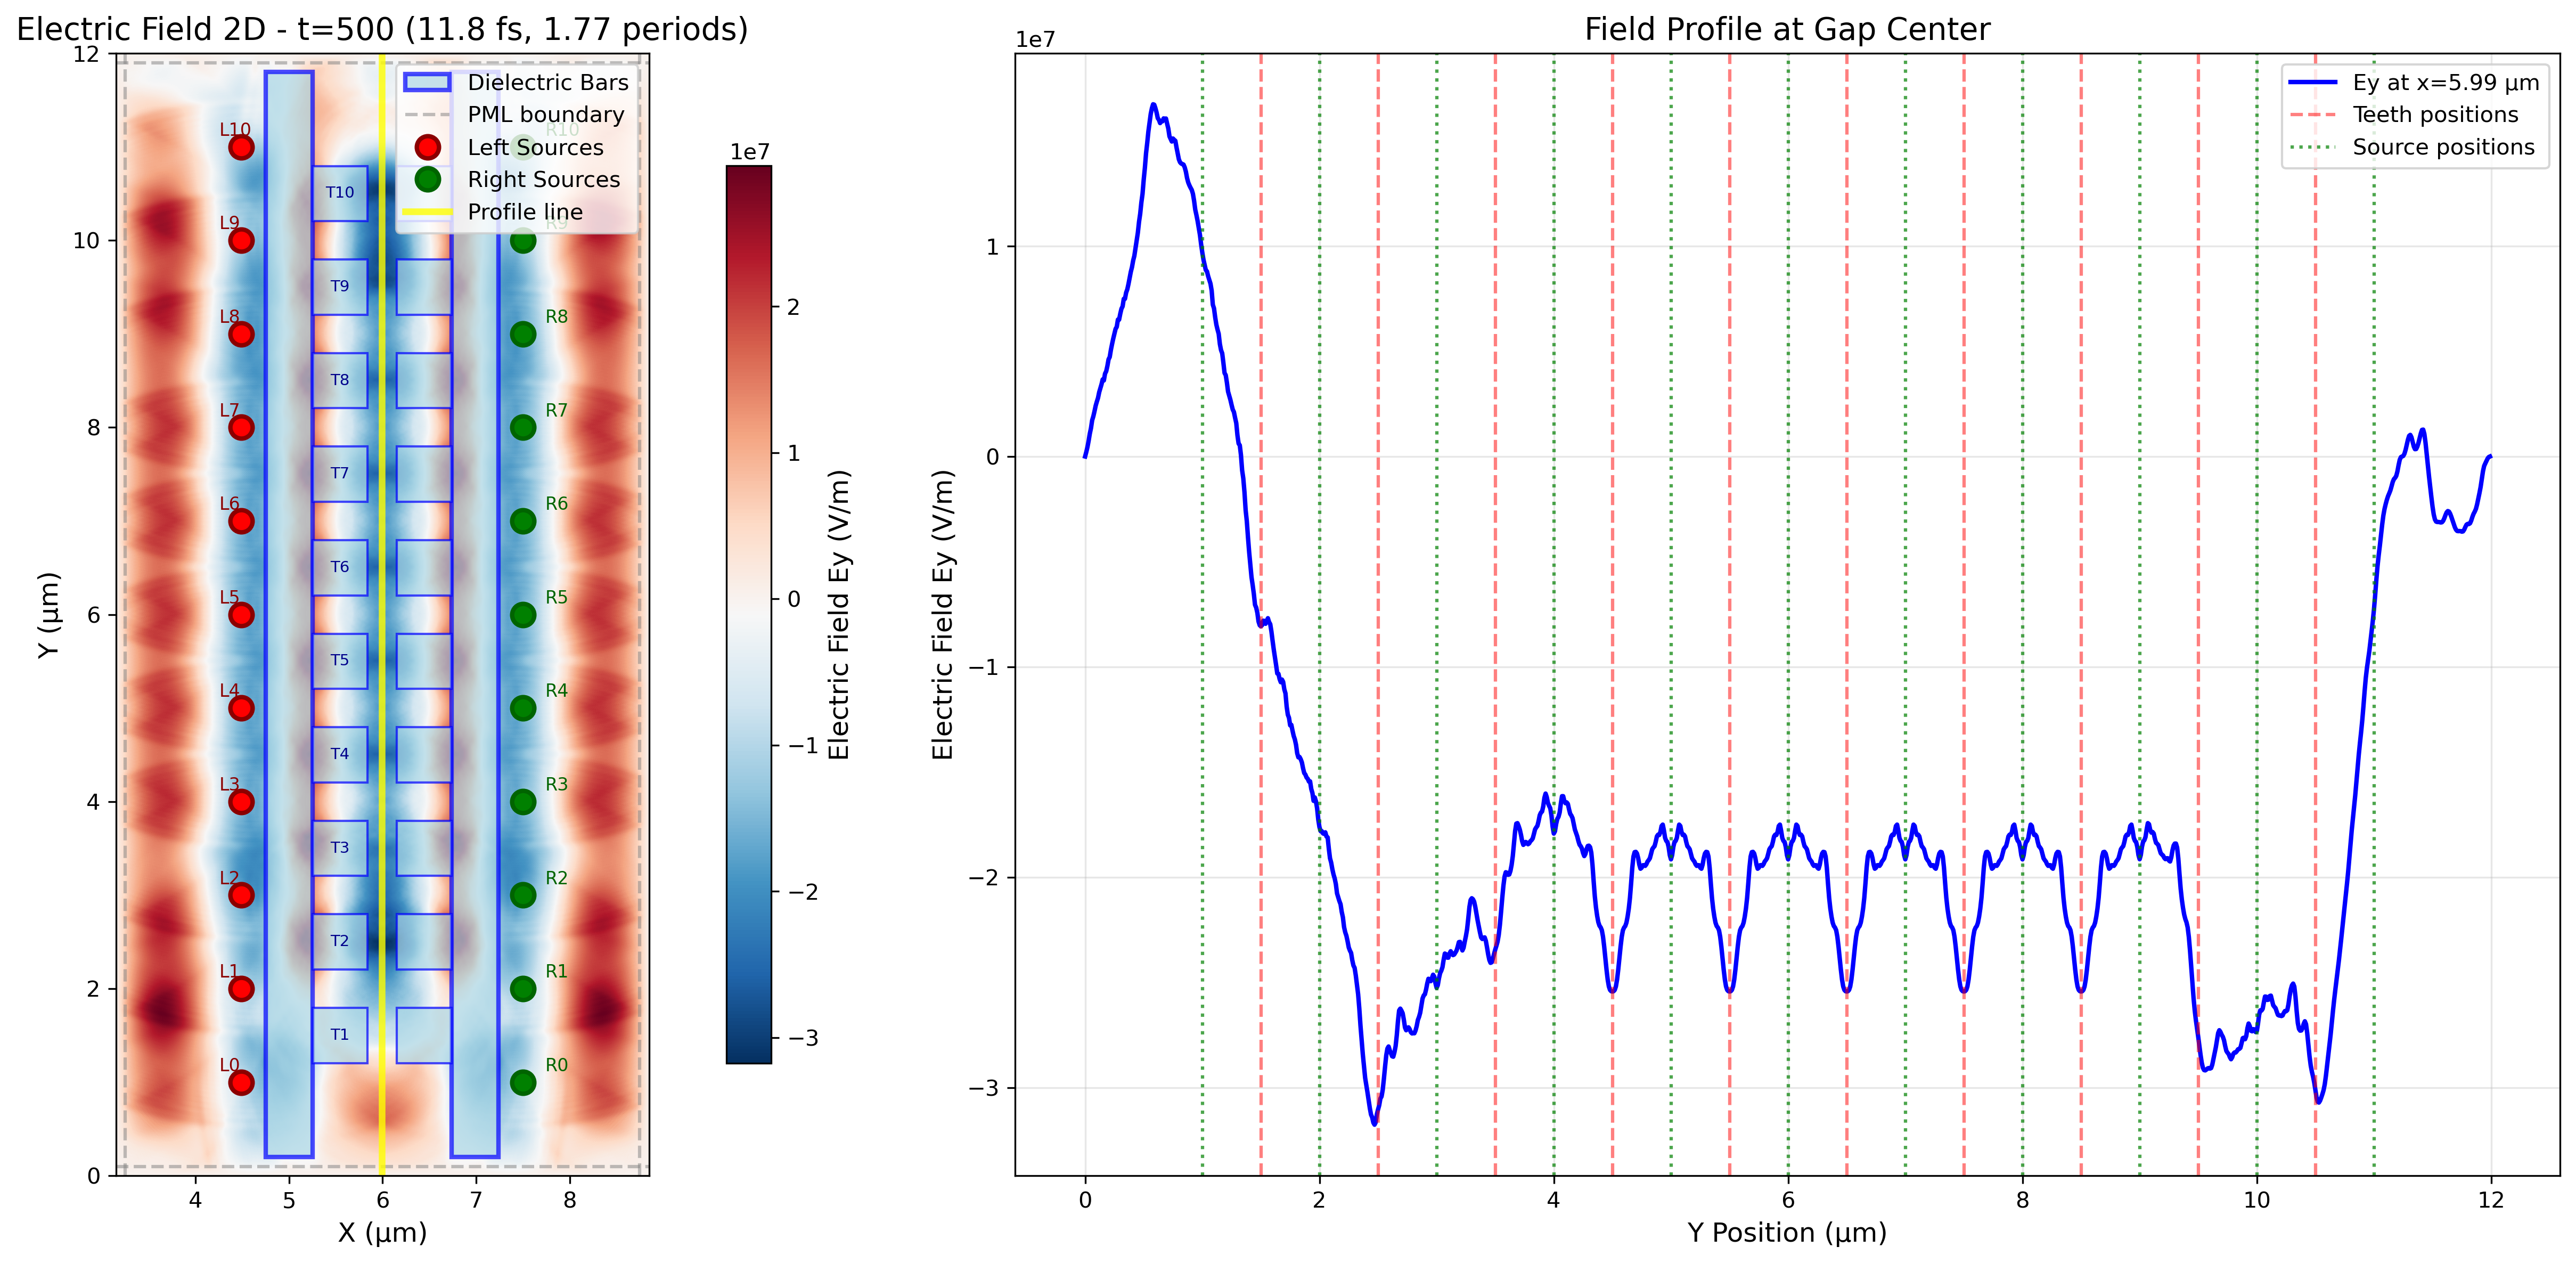 Electric Field 2D - t=500 (11.8 fs, 1.77 periods)
Dielectric Bars
PML boundary
Left Sources
Right Sources
Profile line
L10
L9
L8
L7
L6
L5
L4
L3
L2
L1
L0
T10
T9
T8
T7
T6
T5
T4
T3
T2
T1
R10
R9
R8
R7
R6
R5
R4
R3
R2
R1
R0
12
10
8
6
4
2
0
Y (µm)
4
5
6
7
8
X (µm)
1e7
2
1
0
−1
−2
−3
Electric Field Ey (V/m)
Field Profile at Gap Center
1e7
Ey at x=5.99 µm
Teeth positions
Source positions
1
0
−1
−2
−3
Electric Field Ey (V/m)
0
2
4
6
8
10
12
Y Position (µm)